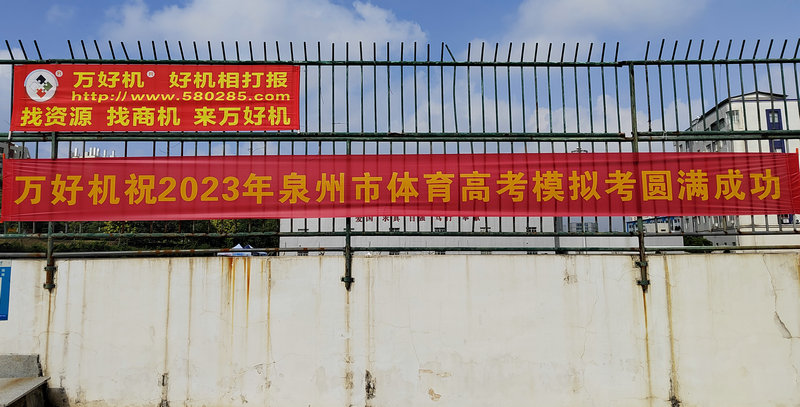 万好机® 好机相打报
http://www.580285.com
找资源 找商机 来万好机
万好机祝2023年泉州市体育高考模拟考圆满成功